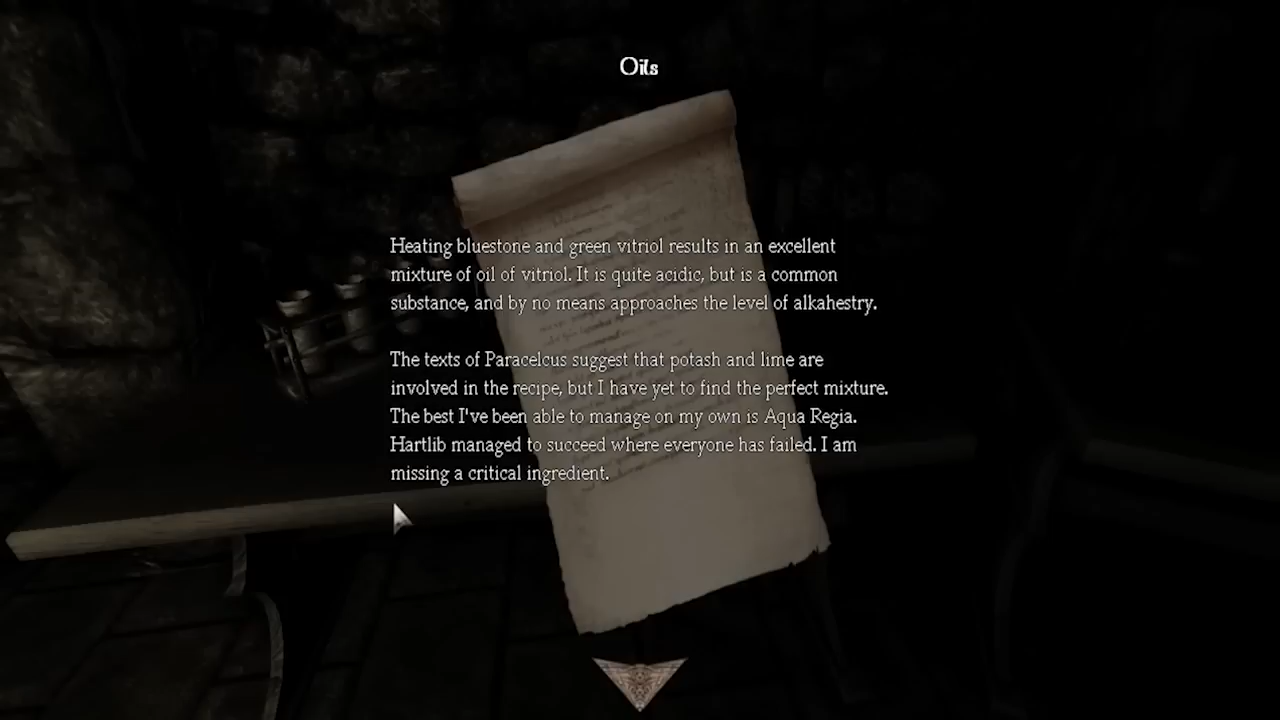 Oils
Heating bluestone and green vitriol results in an excellent
mixture of oil of vitriol. It is quite acidic, but is a common
substance, and by no means approaches the level of alkahestry.
The texts of Paracelcus suggest that potash and lime are
involved in the recipe, but I have yet to find the perfect mixture.
The best I've been able to manage on my own is Aqua Regia.
Hartlib managed to succeed where everyone has failed. I am
missing a critical ingredient.